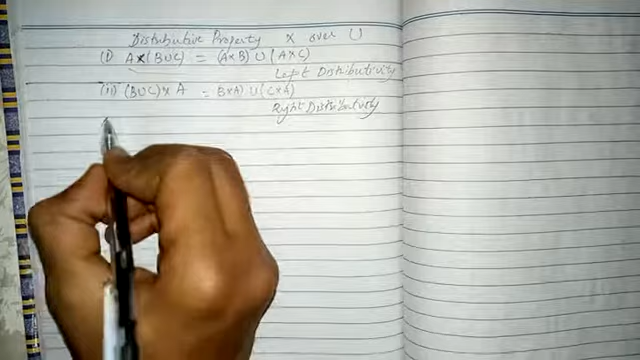 Distributive Property × over ∪
(i) A×(B∪C) = (A×B) ∪ (A×C)
Left Distributivity
(ii) (B∪C)× A = B×A) ∪ (C×A)
Right Distributivity